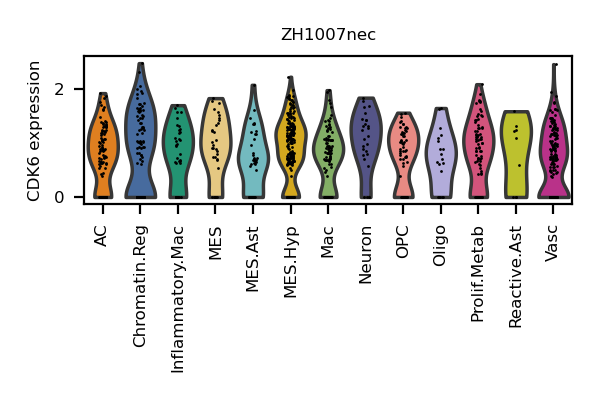 ZH1007nec
CDK6 expression
2
0
AC
Chromatin.Reg
Inflammatory.Mac
MES
MES.Ast
MES.Hyp
Mac
Neuron
OPC
Oligo
Prolif.Metab
Reactive.Ast
Vasc